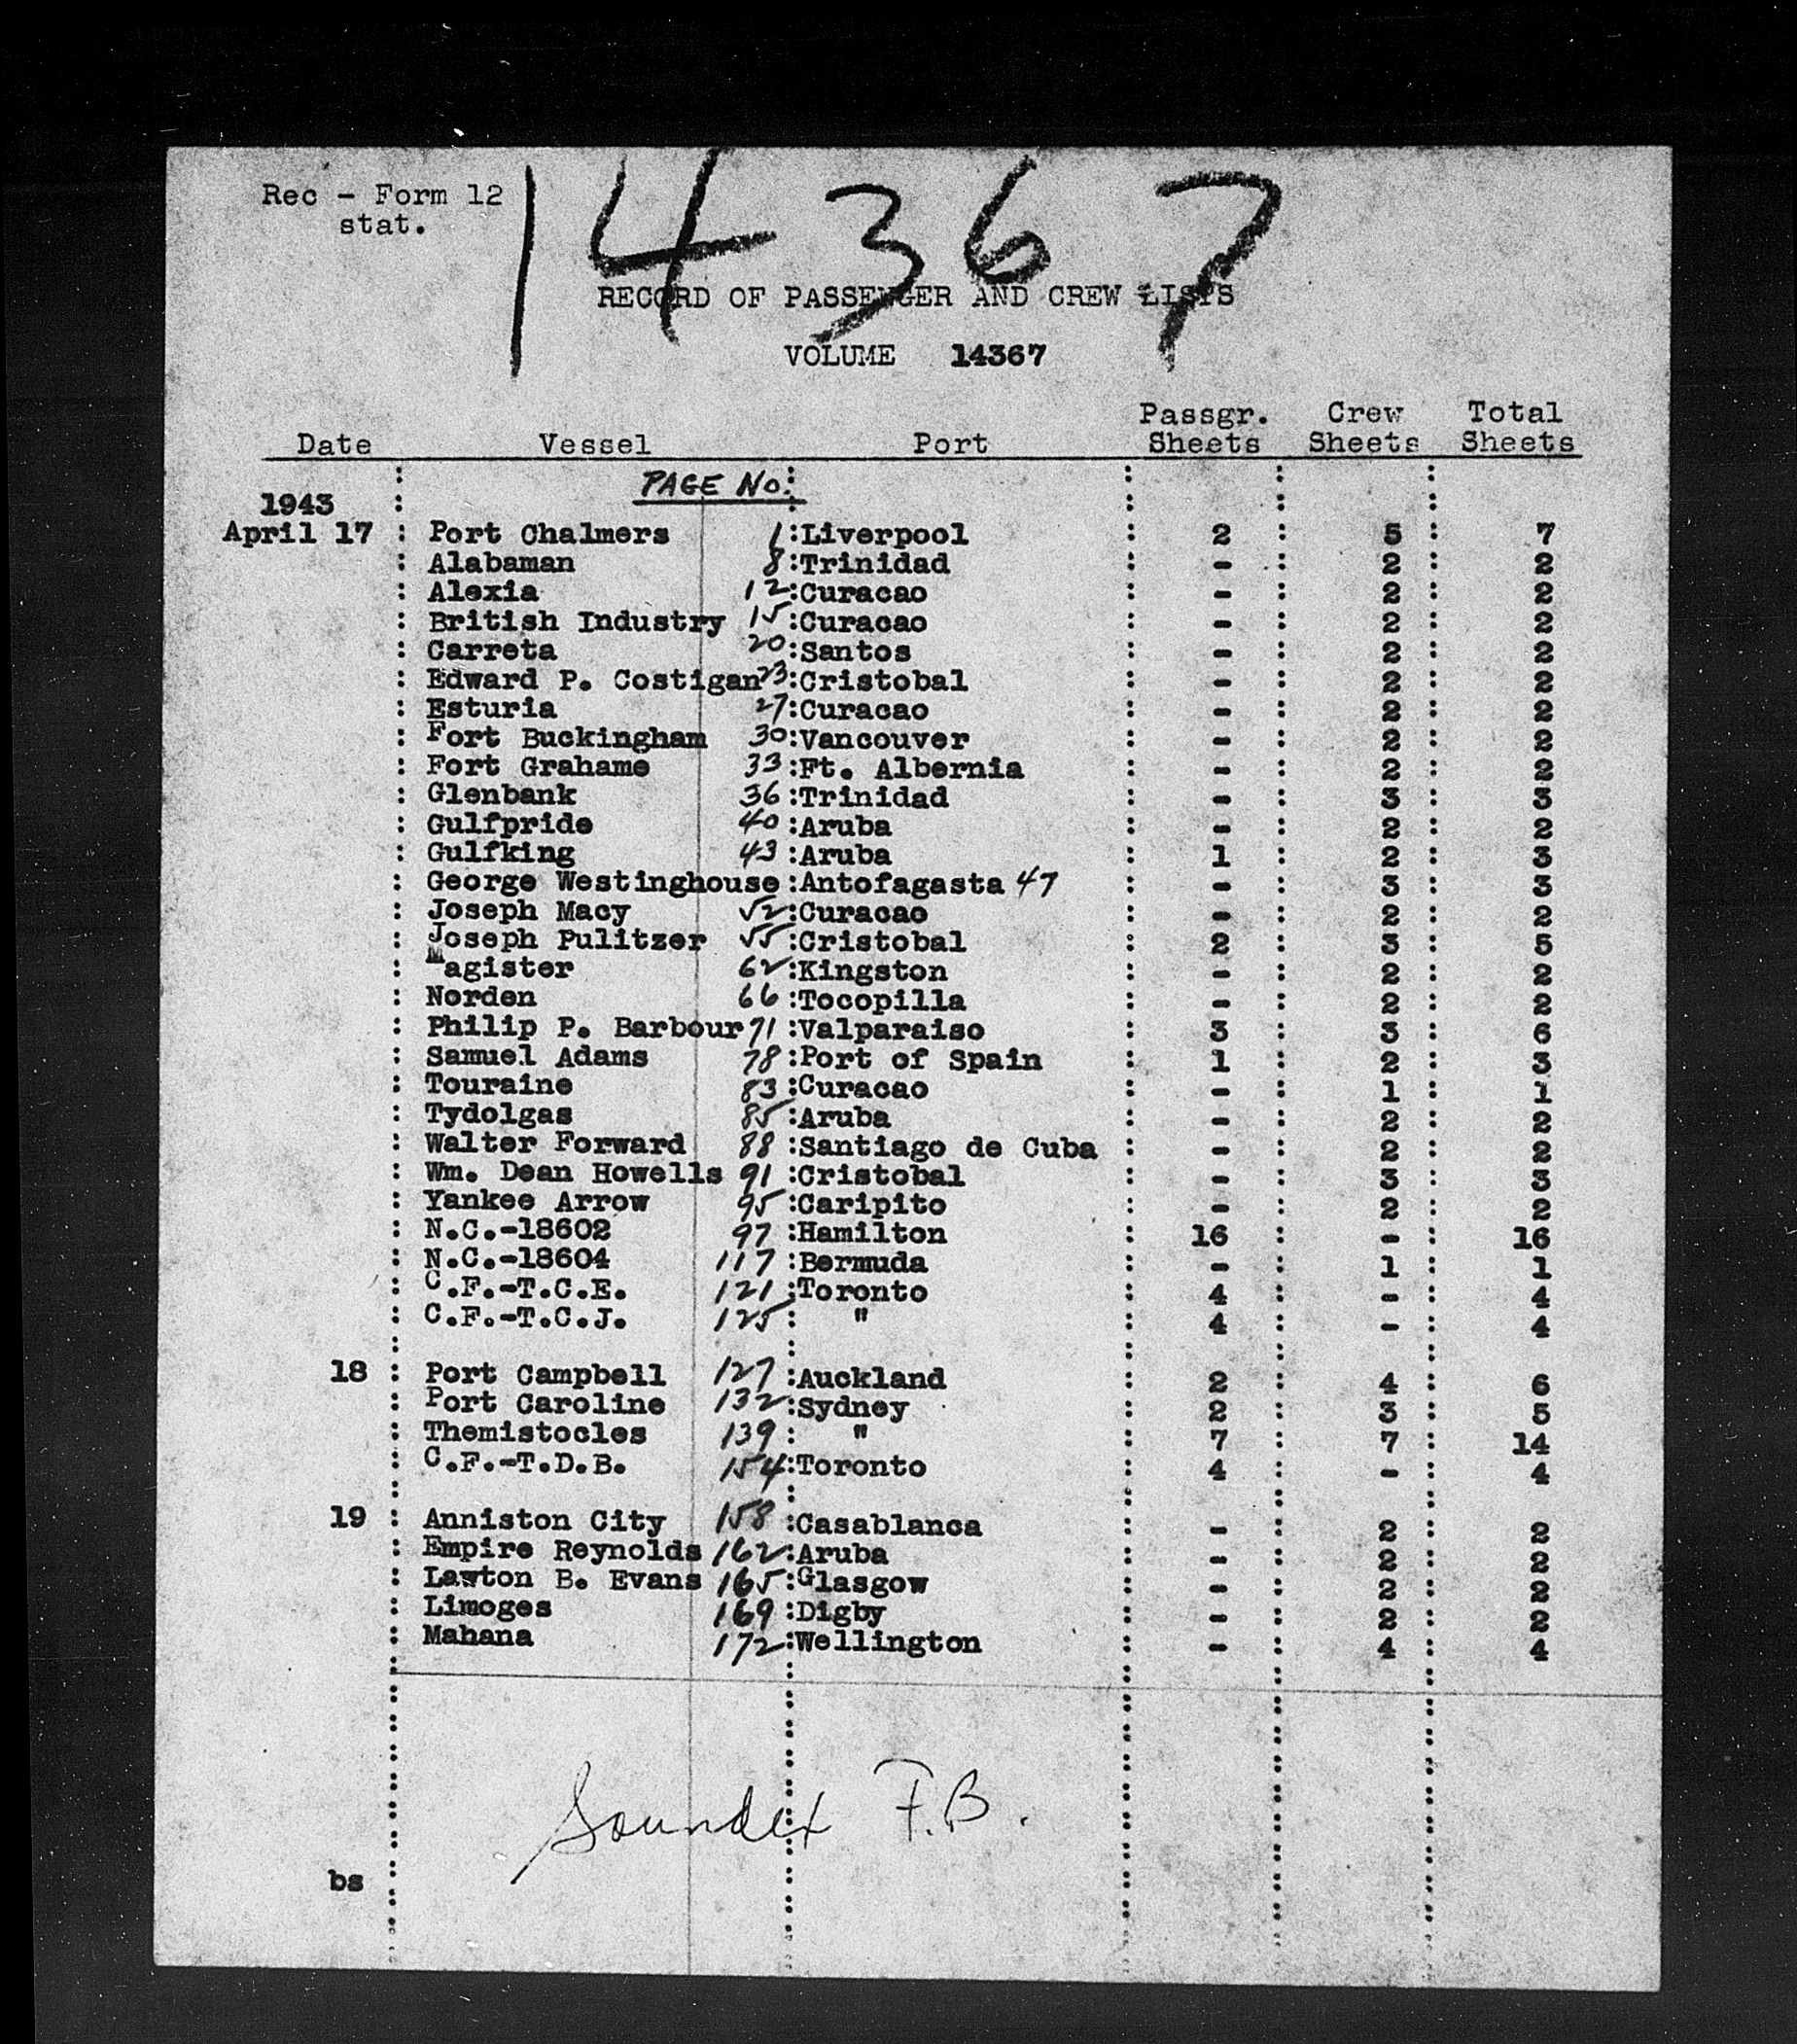 14367
Rec - Form 12
stat.
RECORD OF PASSENGER AND CREW LISTS
VOLUME 14367
Passgr. Crew Total
Date Vessel Port Sheets Sheets Sheets
PAGE No.
1943
April 17 : Port Chalmers 1 :Liverpool : 2 : 5 : 7
: Alabaman 8 :Trinidad : - : 2 : 2
: Alexia 12 :Curacao : - : 2 : 2
: British Industry 15 :Curacao : - : 2 : 2
: Carreta 20 :Santos : - : 2 : 2
: Edward P. Costigan 23 :Cristobal : - : 2 : 2
: Esturia 27 :Curacao : - : 2 : 2
: Fort Buckingham 30 :Vancouver : - : 2 : 2
: Fort Grahame 33 :Ft. Albernia : - : 2 : 2
: Glenbank 36 :Trinidad : - : 3 : 3
: Gulfpride 40 :Aruba : - : 2 : 2
: Gulfking 43 :Aruba : 1 : 2 : 3
: George Westinghouse :Antofagasta 47 : - : 3 : 3
: Joseph Macy 52 :Curacao : - : 2 : 2
: Joseph Pulitzer 55 :Cristobal : 2 : 3 : 5
: Magister 62 :Kingston : - : 2 : 2
: Norden 66 :Tocopilla : - : 2 : 2
: Philip P. Barbour 71 :Valparaiso : 3 : 3 : 6
: Samuel Adams 78 :Port of Spain : 1 : 2 : 3
: Touraine 83 :Curacao : - : 1 : 1
: Tydolgas 85 :Aruba : - : 2 : 2
: Walter Forward 88 :Santiago de Cuba : - : 2 : 2
: Wm. Dean Howells 91 :Cristobal : - : 3 : 3
: Yankee Arrow 95 :Caripito : - : 2 : 2
: N.C.-18602 97 :Hamilton : 16 : - : 16
: N.C.-18604 117 :Bermuda : - : 1 : 1
: C.F.-T.C.E. 121 :Toronto : 4 : - : 4
: C.F.-T.C.J. 125 : " : 4 : - : 4
18 : Port Campbell 127 :Auckland : 2 : 4 : 6
: Port Caroline 132 :Sydney : 2 : 3 : 5
: Themistocles 139 : " : 7 : 7 : 14
: C.F.-T.D.B. 154 :Toronto : 4 : - : 4
19 : Anniston City 158 :Casablanca : - : 2 : 2
: Empire Reynolds 162 :Aruba : - : 2 : 2
: Lawton B. Evans 165 :Glasgow : - : 2 : 2
: Limoges 169 :Digby : - : 2 : 2
: Mahana 172 :Wellington : - : 4 : 4
Soundex F.B.
bs